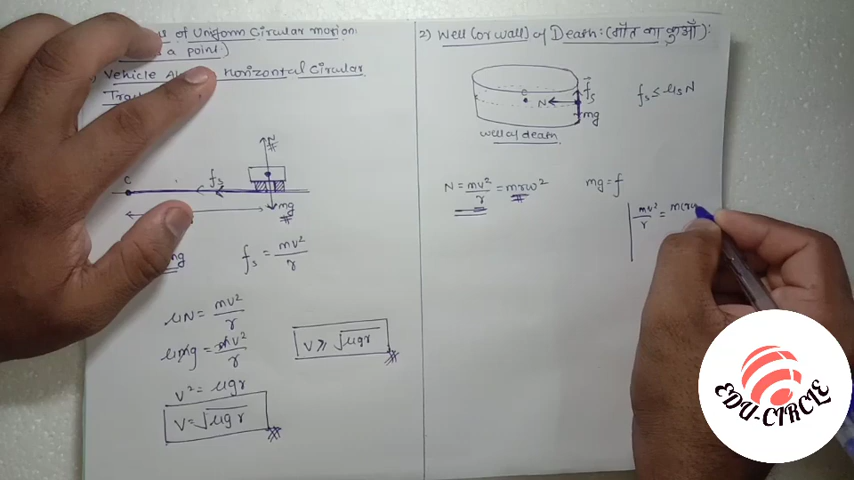 of Uniform Circular motion
a point.)
Vehicle Horizontal Circular
N
C
fs
mg
mg
fs = mv²/r
μN = mv²/r
μmg = mv²/r
v² = μgr
V = √μgr
V ≥ √μgr
2) Well (or wall) of Death: (मौत का कुआँ):
fs
C
N
mg
fs ≤ μsN
well of death
N = mv²/r = mrω²
mg = f
mv²/r =
EDU-CIRCLE